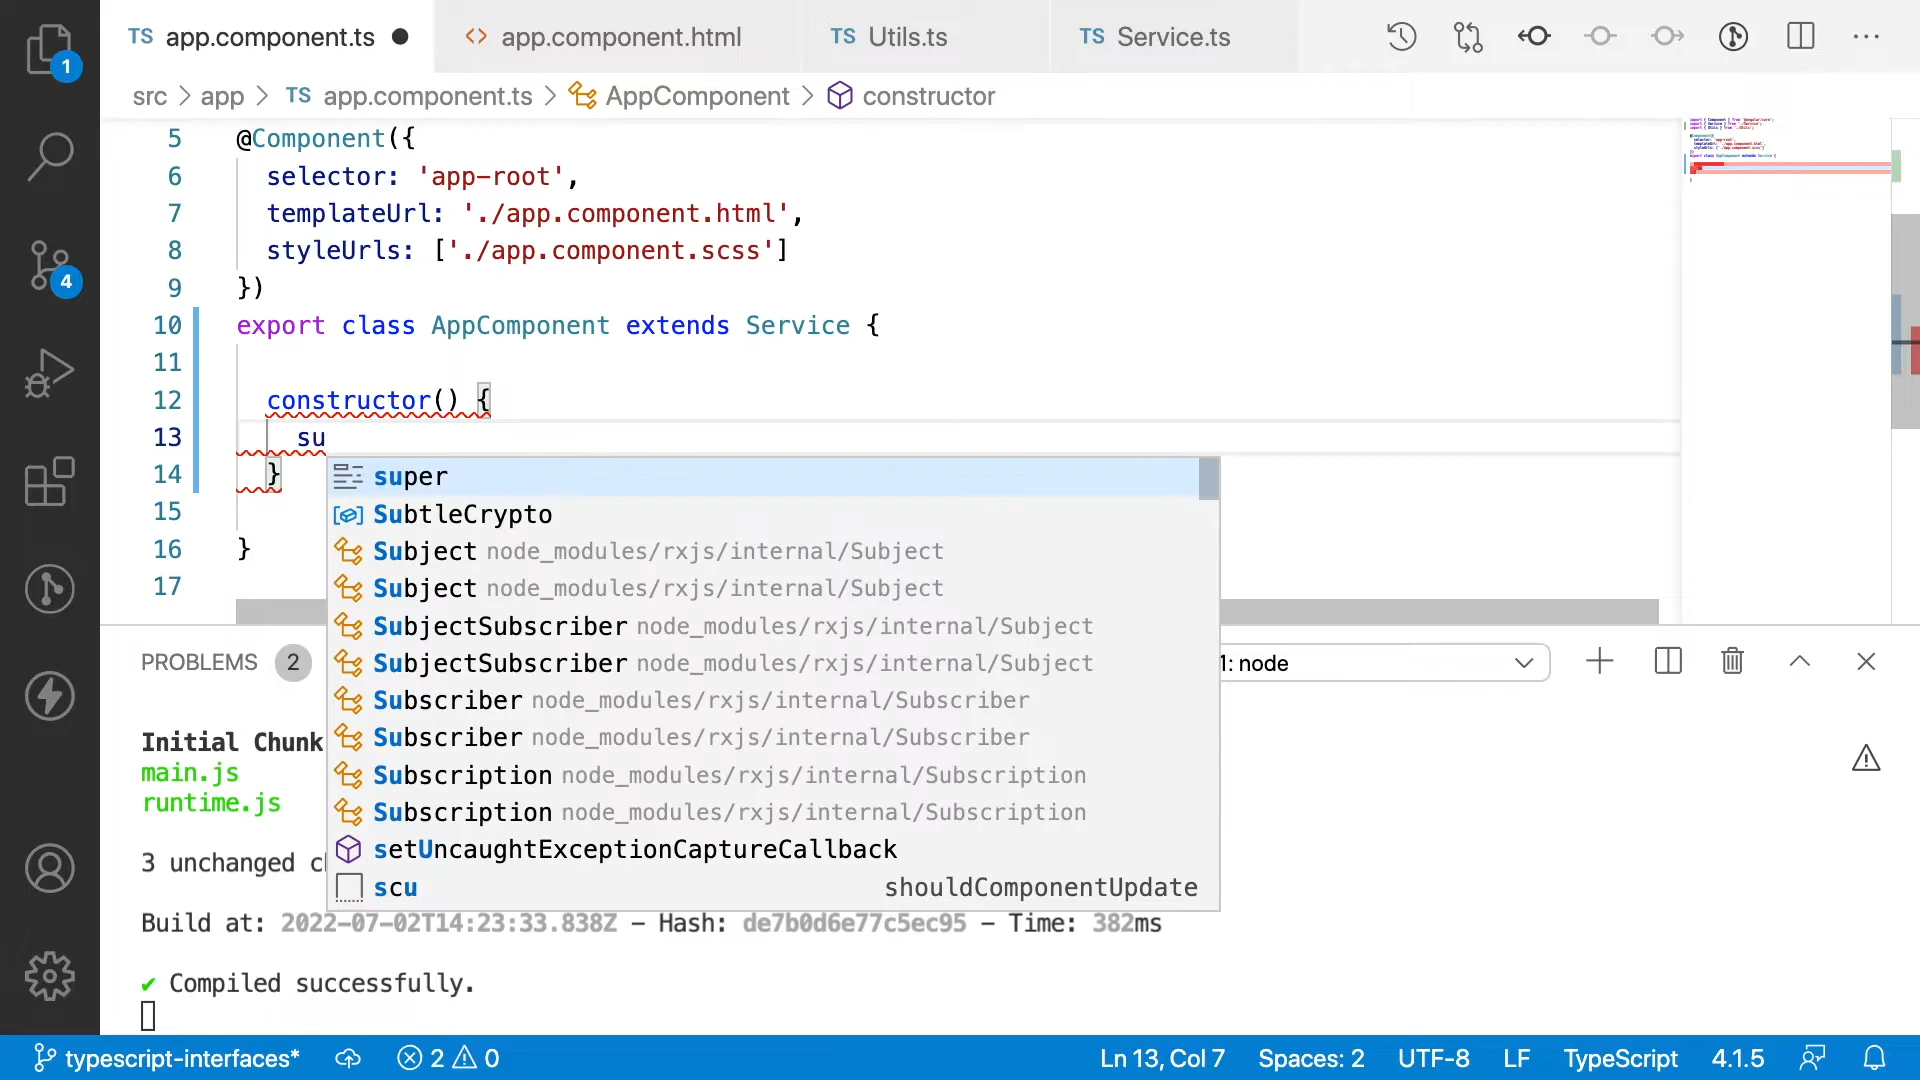 TS app.component.ts ● <> app.component.html TS Utils.ts TS Service.ts
src > app > TS app.component.ts > AppComponent > constructor
5 @Component({
6 selector: 'app-root',
7 templateUrl: './app.component.html',
8 styleUrls: ['./app.component.scss']
9 })
10 export class AppComponent extends Service {
11
12 constructor() {
13 su
14 }
15
16 }
17
super
SubtleCrypto
Subject node_modules/rxjs/internal/Subject
Subject node_modules/rxjs/internal/Subject
SubjectSubscriber node_modules/rxjs/internal/Subject
SubjectSubscriber node_modules/rxjs/internal/Subject
Subscriber node_modules/rxjs/internal/Subscriber
Subscriber node_modules/rxjs/internal/Subscriber
Subscription node_modules/rxjs/internal/Subscription
Subscription node_modules/rxjs/internal/Subscription
setUncaughtExceptionCaptureCallback
scu shouldComponentUpdate
1
4
PROBLEMS 2 1: node
Initial Chunk
main.js
runtime.js
3 unchanged
Build at: 2022-07-02T14:23:33.838Z - Hash: de7b0d6e77c5ec95 - Time: 382ms
✔ Compiled successfully.
typescript-interfaces* 2 0 Ln 13, Col 7 Spaces: 2 UTF-8 LF TypeScript 4.1.5